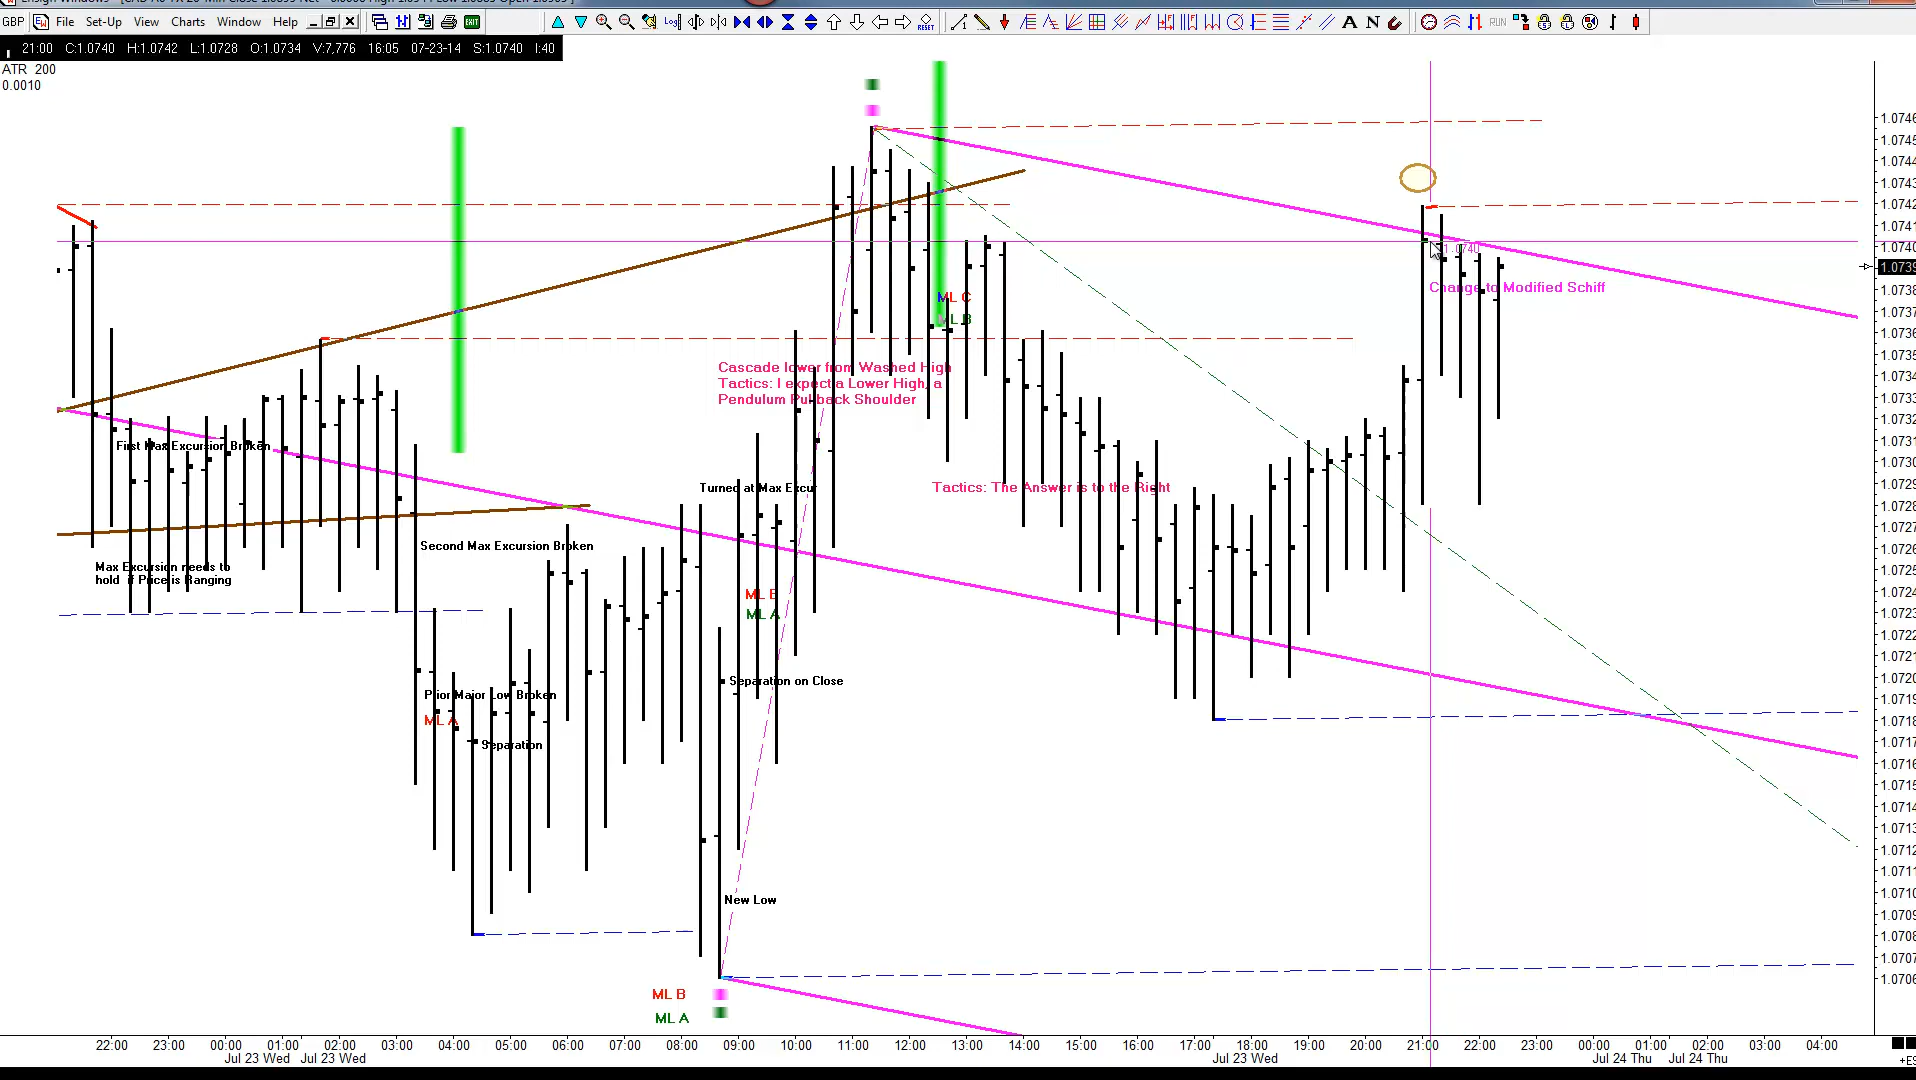 GBP File Set-Up View Charts Window Help
21:00 C:1.0740 H:1.0742 L:1.0728 O:1.0734 V:7,776 16:05 07-23-14 S:1.0740 I:40
ATR 200
0.0010
Log
RESET
RUN
EXIT
A N
1.0746
1.0745
1.0744
1.0743
1.0742
1.0741
1.0740
1.0739
1.0738
1.0737
1.0736
1.0735
1.0734
1.0733
1.0732
1.0731
1.0730
1.0729
1.0728
1.0727
1.0726
1.0725
1.0724
1.0723
1.0722
1.0721
1.0720
1.0719
1.0718
1.0717
1.0716
1.0715
1.0714
1.0713
1.0712
1.0711
1.0710
1.0709
1.0708
1.0707
1.0706
1.0740
Change to Modified Schiff
ML C
ML B
Cascade lower from Washed High
Tactics: I expect a Lower High, a
Pendulum Pullback Shoulder
First Max Excursion Broken
Turned at Max Excur
Tactics: The Answer is to the Right
Second Max Excursion Broken
Max Excursion needs to
hold if Price is Ranging
ML B
ML A
Separation on Close
Prior Major Low Broken
ML A
Separation
New Low
ML B
ML A
22:00 23:00 00:00 01:00 02:00 03:00 04:00 05:00 06:00 07:00 08:00 09:00 10:00 11:00 12:00 13:00 14:00 15:00 16:00 17:00 18:00 19:00 20:00 21:00 22:00 23:00 00:00 01:00 02:00 03:00 04:00
Jul 23 Wed Jul 23 Wed Jul 23 Wed Jul 24 Thu Jul 24 Thu